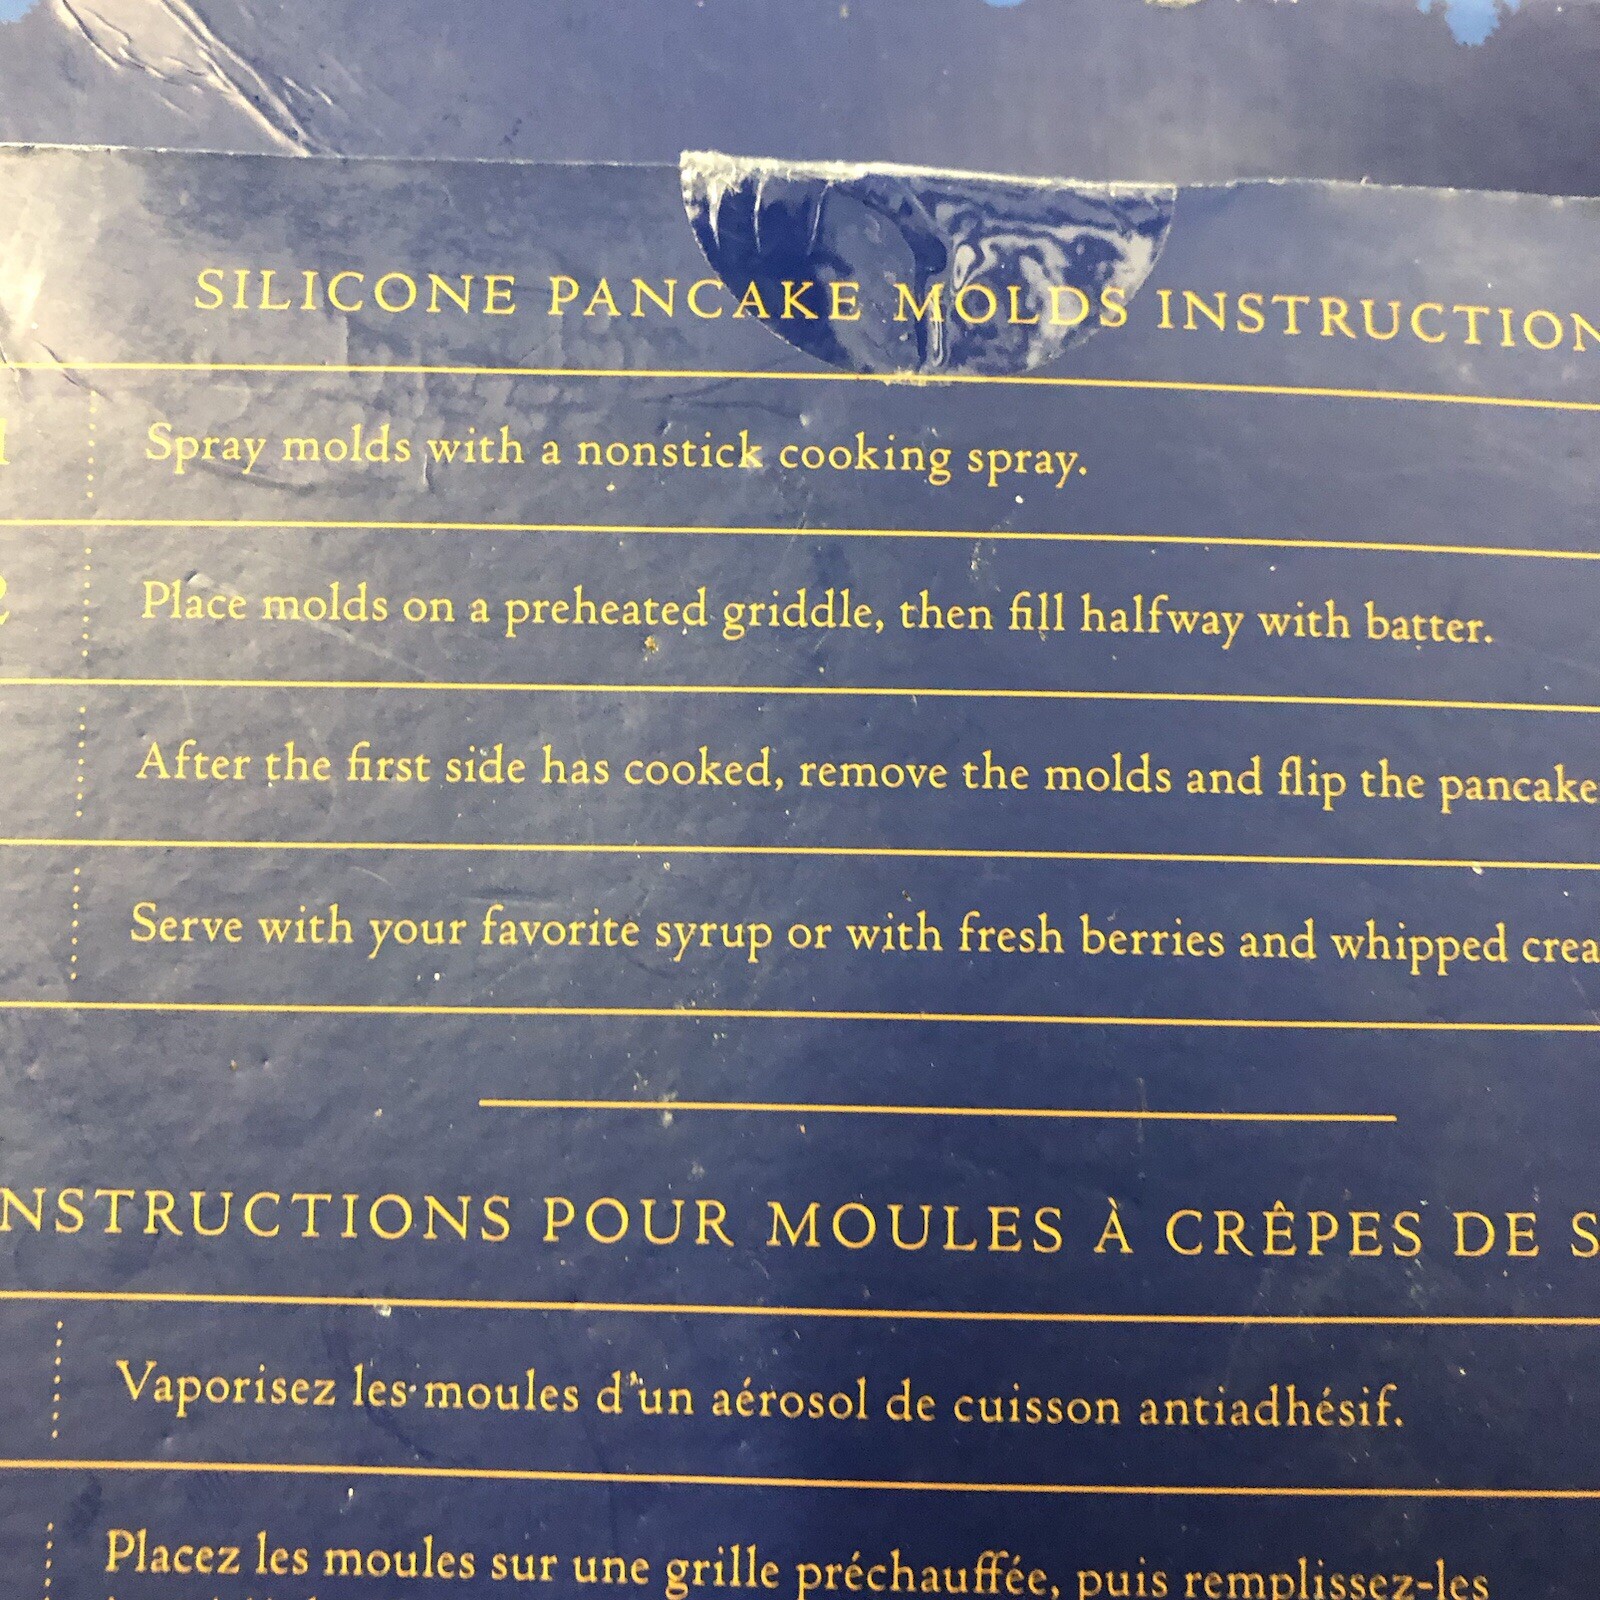 SILICONE PANCAKE MOLDS INSTRUCTION
1 Spray molds with a nonstick cooking spray.
2 Place molds on a preheated griddle, then fill halfway with batter.
After the first side has cooked, remove the molds and flip the pancake
Serve with your favorite syrup or with fresh berries and whipped crea
NSTRUCTIONS POUR MOULES À CRÊPES DE S
Vaporisez les moules d'un aérosol de cuisson antiadhésif.
Placez les moules sur une grille préchauffée, puis remplissez-les